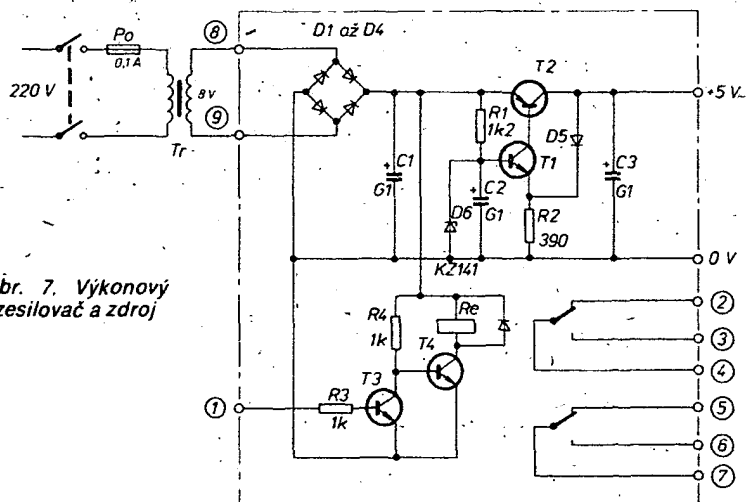 8
D1 až D4
Po
0,1 A
T2
220 V
8 V
+5 V
R1
1k2
D5
9
T1
Tr
C1
G1
C2
G1
C3
G1
D6
R2
390
KZ141
0 V
br. 7. Výkonový
zesilovač a zdroj
R4
1k
Re
T4
2
3
4
T3
R3
1k
1
5
6
7